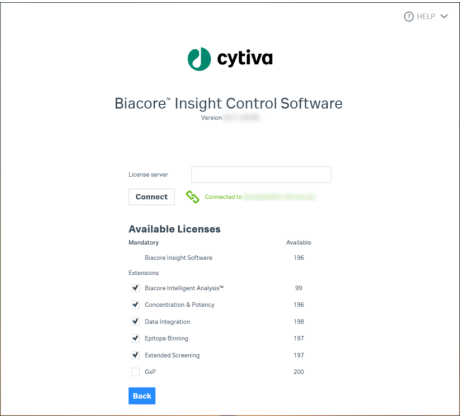 HELP
cytiva
Biacore™ Insight Control Software
Version
License server
Connect Connected to
Available Licenses
Mandatory Available
Biacore Insight Software 196
Extensions
Biacore Intelligent Analysis™ 99
Concentration & Potency 196
Data Integration 198
Epitope Binning 197
Extended Screening 197
GxP 200
Back